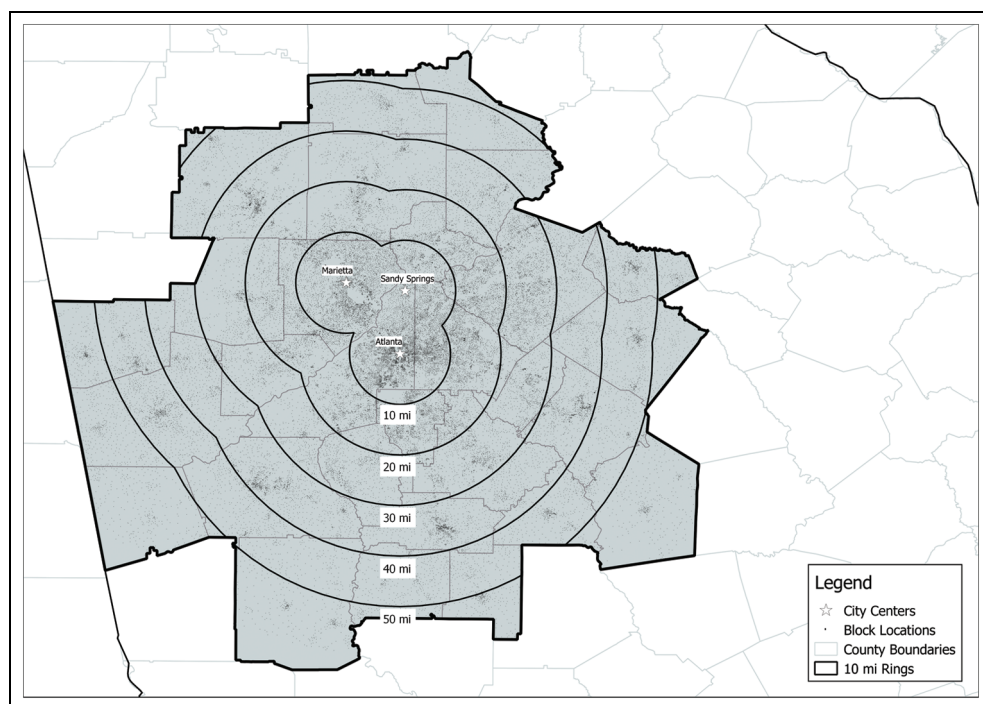 Marietta
Sandy Springs
Atlanta
10 mi
20 mi
30 mi
40 mi
50 mi
Legend
City Centers
Block Locations
County Boundaries
10 mi Rings